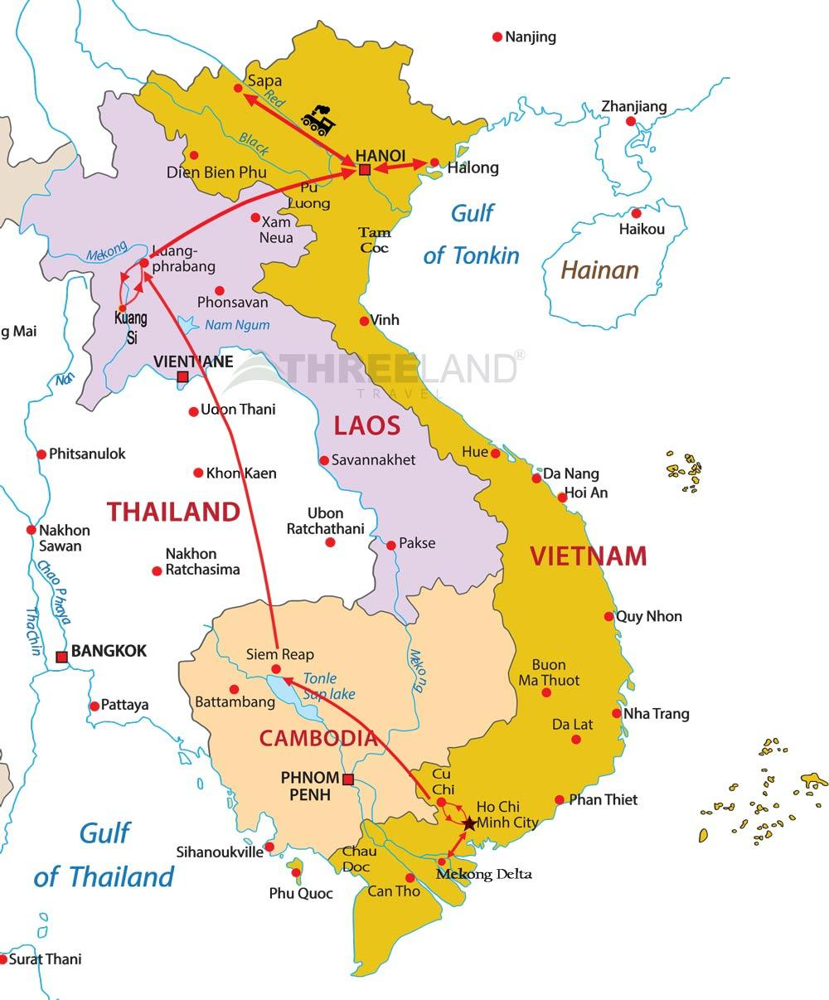 Nanjing
Sapa
Red
Zhanjiang
Black
HANOI
Dien Bien Phu
Halong
Pu
Luong
Gulf
of Tonkin
Xam
Neua
Tam
Coc
Haikou
Mekong
Luang-
phrabang
Hainan
Phonsavan
Kuang
Si
Nam Ngum
Vinh
g Mai
VIENTIANE
THREELAND®
TRAVEL
Nan
Udon Thani
LAOS
Phitsanulok
Savannakhet
Hue
Khon Kaen
Da Nang
Hoi An
THAILAND
Ubon
Ratchathani
Nakhon
Sawan
Pakse
Nakhon
Ratchasima
VIETNAM
Chao Phraya
Thachin
Quy Nhon
BANGKOK
Siem Reap
Mekong
Buon
Ma Thuot
Tonle
Sap lake
Battambang
Pattaya
Nha Trang
Da Lat
CAMBODIA
Cu
Chi
PHNOM
PENH
Phan Thiet
Ho Chi
Minh City
Gulf
of Thailand
Sihanoukville
Chau
Doc
Mekong Delta
Phu Quoc
Can Tho
Surat Thani